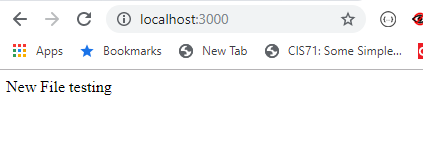 localhost:3000
Apps Bookmarks New Tab CIS71: Some Simple...
New File testing